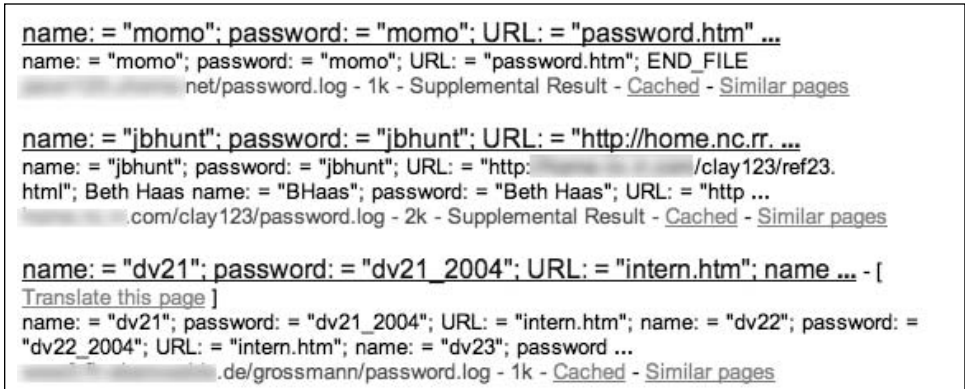 name: = "momo"; password: = "momo"; URL: = "password.htm" ...
name: = "momo"; password: = "momo"; URL: = "password.htm"; END_FILE
net/password.log - 1k - Supplemental Result - Cached - Similar pages
name: = "jbhunt"; password: = "jbhunt"; URL: = "http://home.nc.rr. ...
name: = "jbhunt"; password: = "jbhunt"; URL: = "http: /clay123/ref23.
html"; Beth Haas name: = "BHaas"; password: = "Beth Haas"; URL: = "http ...
.com/clay123/password.log - 2k - Supplemental Result - Cached - Similar pages
name: = "dv21"; password: = "dv21_2004"; URL: = "intern.htm"; name ... - [
Translate this page ]
name: = "dv21"; password: = "dv21_2004"; URL: = "intern.htm"; name: = "dv22"; password: =
"dv22_2004"; URL: = "intern.htm"; name: = "dv23"; password ...
.de/grossmann/password.log - 1k - Cached - Similar pages